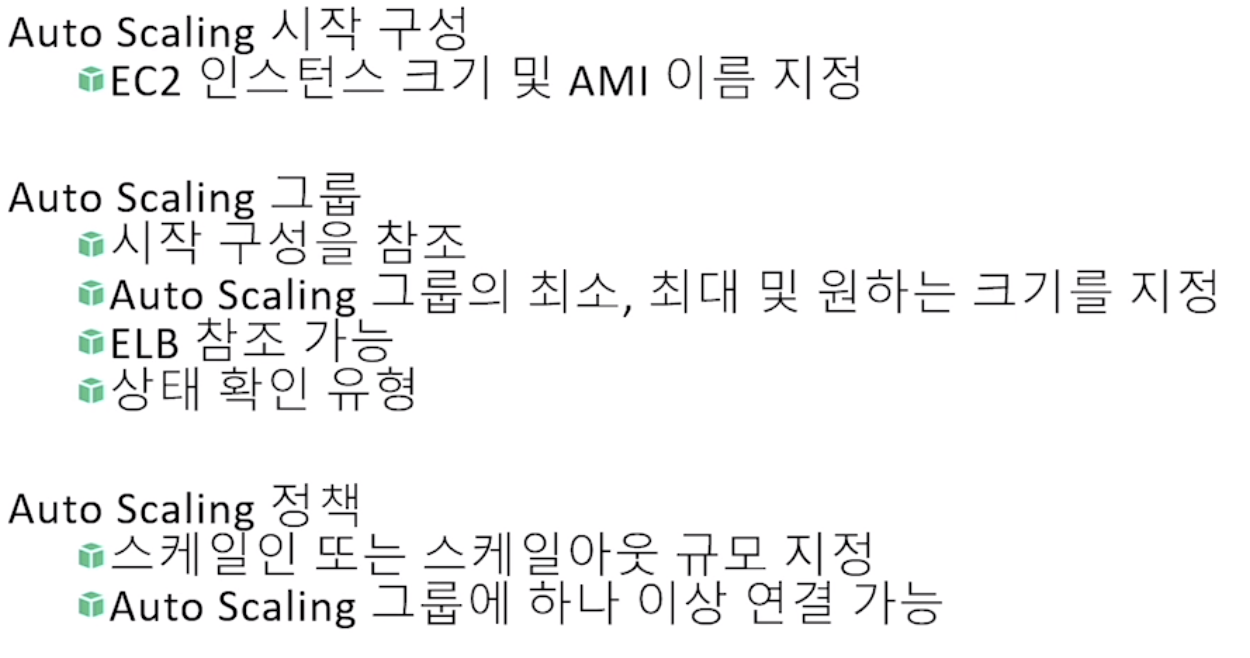 Auto Scaling 시작 구성
EC2 인스턴스 크기 및 AMI 이름 지정
Auto Scaling 그룹
시작 구성을 참조
Auto Scaling 그룹의 최소, 최대 및 원하는 크기를 지정
ELB 참조 가능
상태 확인 유형
Auto Scaling 정책
스케일인 또는 스케일아웃 규모 지정
Auto Scaling 그룹에 하나 이상 연결 가능